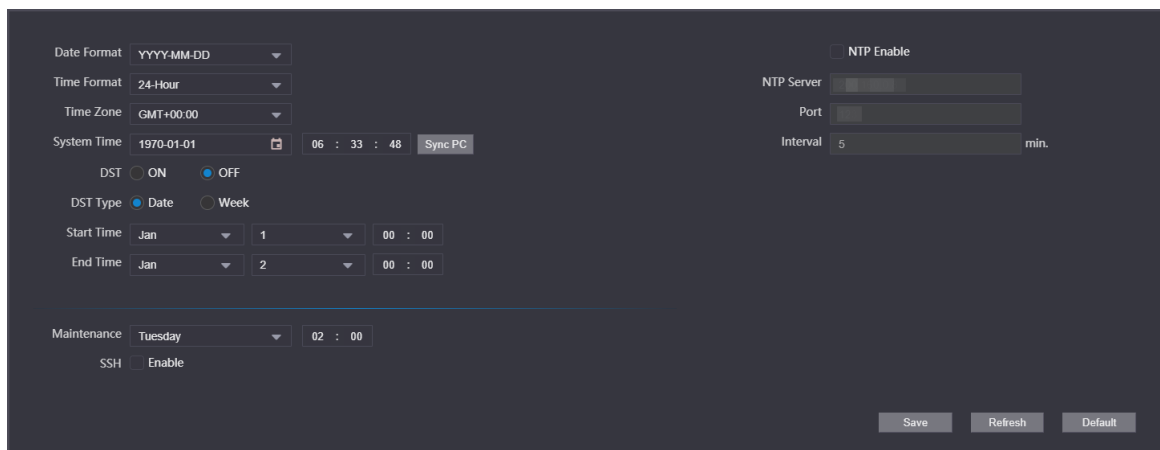 Date Format YYYY-MM-DD
Time Format 24-Hour
Time Zone GMT+00:00
System Time 1970-01-01 06 : 33 : 48 Sync PC
DST ON OFF
DST Type Date Week
Start Time Jan 1 00 : 00
End Time Jan 2 00 : 00
Maintenance Tuesday 02 : 00
SSH Enable
NTP Enable
NTP Server
Port
Interval 5 min.
Save Refresh Default